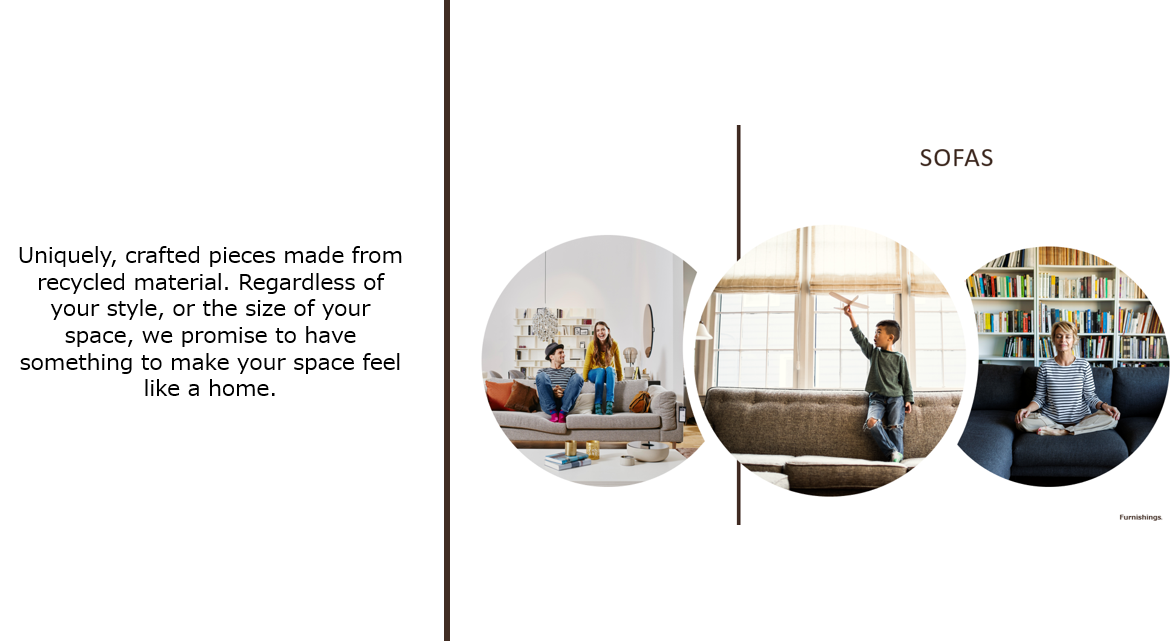 Uniquely, crafted pieces made from
recycled material. Regardless of
your style, or the size of your
space, we promise to have
something to make your space feel
like a home.
SOFAS
Furnishings.